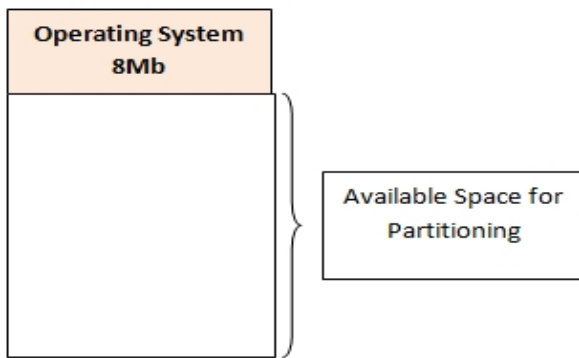 Operating System
8Mb
Available Space for
Partitioning